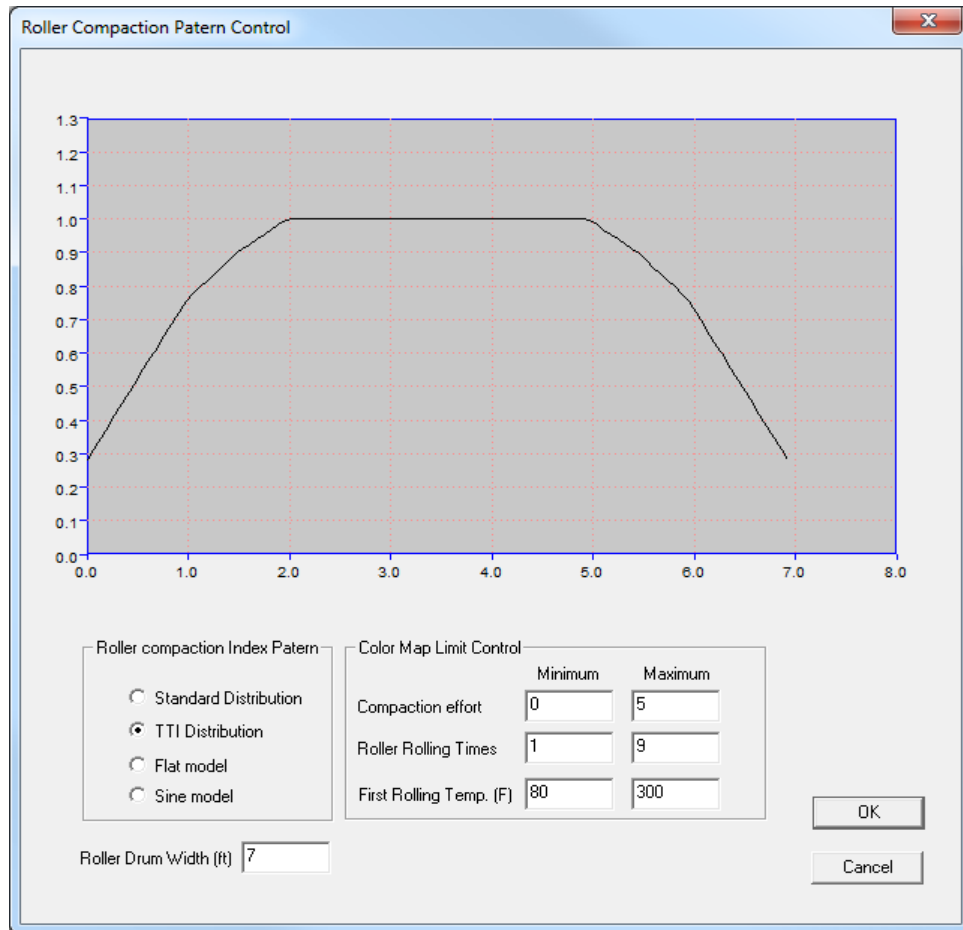 Roller Compaction Patern Control
1.3
1.2
1.1
1.0
0.9
0.8
0.7
0.6
0.5
0.4
0.3
0.2
0.1
0.0
0.0 1.0 2.0 3.0 4.0 5.0 6.0 7.0 8.0
Roller compaction Index Patern
Standard Distribution
TTI Distribution
Flat model
Sine model
Roller Drum Width (ft) 7
Color Map Limit Control
Minimum Maximum
Compaction effort 0 5
Roller Rolling Times 1 9
First Rolling Temp. (F) 80 300
OK
Cancel